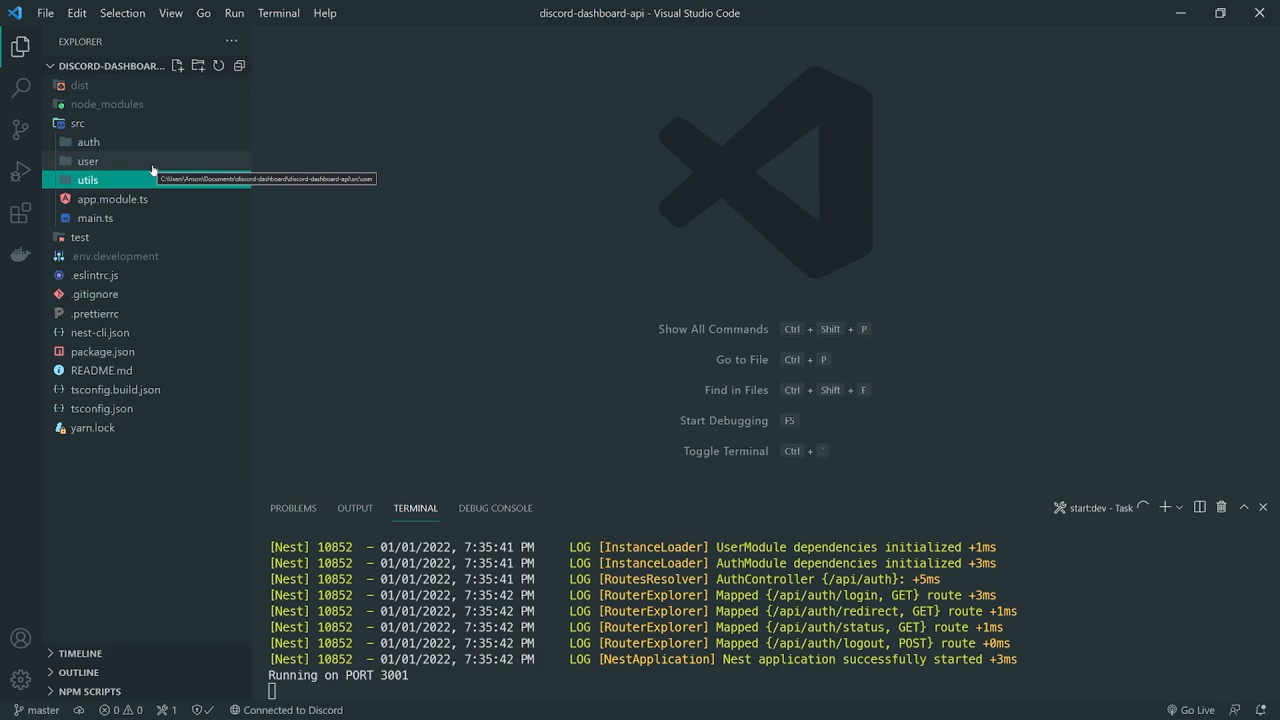 File Edit Selection View Go Run Terminal Help
discord-dashboard-api - Visual Studio Code
EXPLORER
DISCORD-DASHBOAR...
dist
node_modules
src
auth
user
C:\Users\Anson\Documents\discord-dashboard\discord-dashboard-api\src\user
utils
app.module.ts
main.ts
test
.env.development
.eslintrc.js
.gitignore
.prettierrc
nest-cli.json
package.json
README.md
tsconfig.build.json
tsconfig.json
yarn.lock
TIMELINE
OUTLINE
NPM SCRIPTS
Show All Commands Ctrl + Shift + P
Go to File Ctrl + P
Find in Files Ctrl + Shift + F
Start Debugging F5
Toggle Terminal Ctrl + `
PROBLEMS OUTPUT TERMINAL DEBUG CONSOLE
start:dev - Task
[Nest] 10852 - 01/01/2022, 7:35:41 PM LOG [InstanceLoader] UserModule dependencies initialized +1ms
[Nest] 10852 - 01/01/2022, 7:35:41 PM LOG [InstanceLoader] AuthModule dependencies initialized +3ms
[Nest] 10852 - 01/01/2022, 7:35:41 PM LOG [RoutesResolver] AuthController {/api/auth}: +5ms
[Nest] 10852 - 01/01/2022, 7:35:42 PM LOG [RouterExplorer] Mapped {/api/auth/login, GET} route +3ms
[Nest] 10852 - 01/01/2022, 7:35:42 PM LOG [RouterExplorer] Mapped {/api/auth/redirect, GET} route +1ms
[Nest] 10852 - 01/01/2022, 7:35:42 PM LOG [RouterExplorer] Mapped {/api/auth/status, GET} route +1ms
[Nest] 10852 - 01/01/2022, 7:35:42 PM LOG [RouterExplorer] Mapped {/api/auth/logout, POST} route +0ms
[Nest] 10852 - 01/01/2022, 7:35:42 PM LOG [NestApplication] Nest application successfully started +3ms
Running on PORT 3001
master 0 0 1 Connected to Discord Go Live